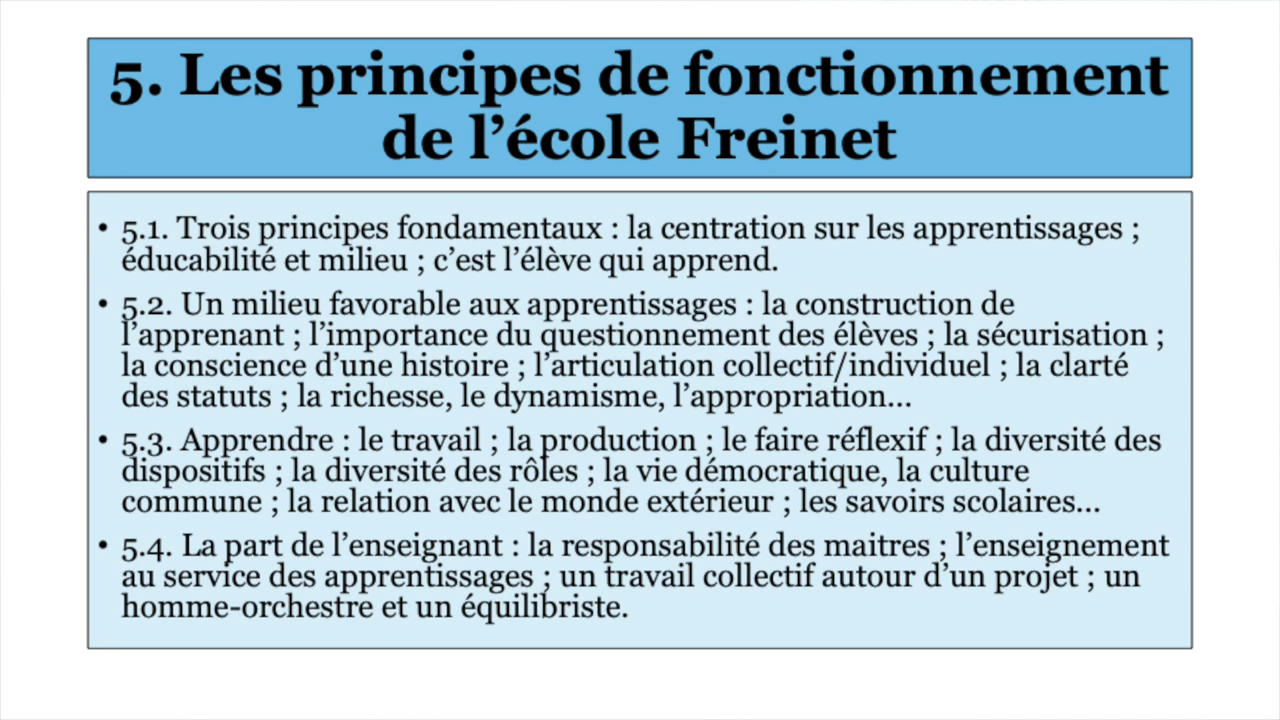 5. Les principes de fonctionnement
de l’école Freinet
• 5.1. Trois principes fondamentaux : la centration sur les apprentissages ;
éducabilité et milieu ; c’est l’élève qui apprend.
• 5.2. Un milieu favorable aux apprentissages : la construction de
l’apprenant ; l’importance du questionnement des élèves ; la sécurisation ;
la conscience d’une histoire ; l’articulation collectif/individuel ; la clarté
des statuts ; la richesse, le dynamisme, l’appropriation...
• 5.3. Apprendre : le travail ; la production ; le faire réflexif ; la diversité des
dispositifs ; la diversité des rôles ; la vie démocratique, la culture
commune ; la relation avec le monde extérieur ; les savoirs scolaires...
• 5.4. La part de l’enseignant : la responsabilité des maitres ; l’enseignement
au service des apprentissages ; un travail collectif autour d’un projet ; un
homme-orchestre et un équilibriste.